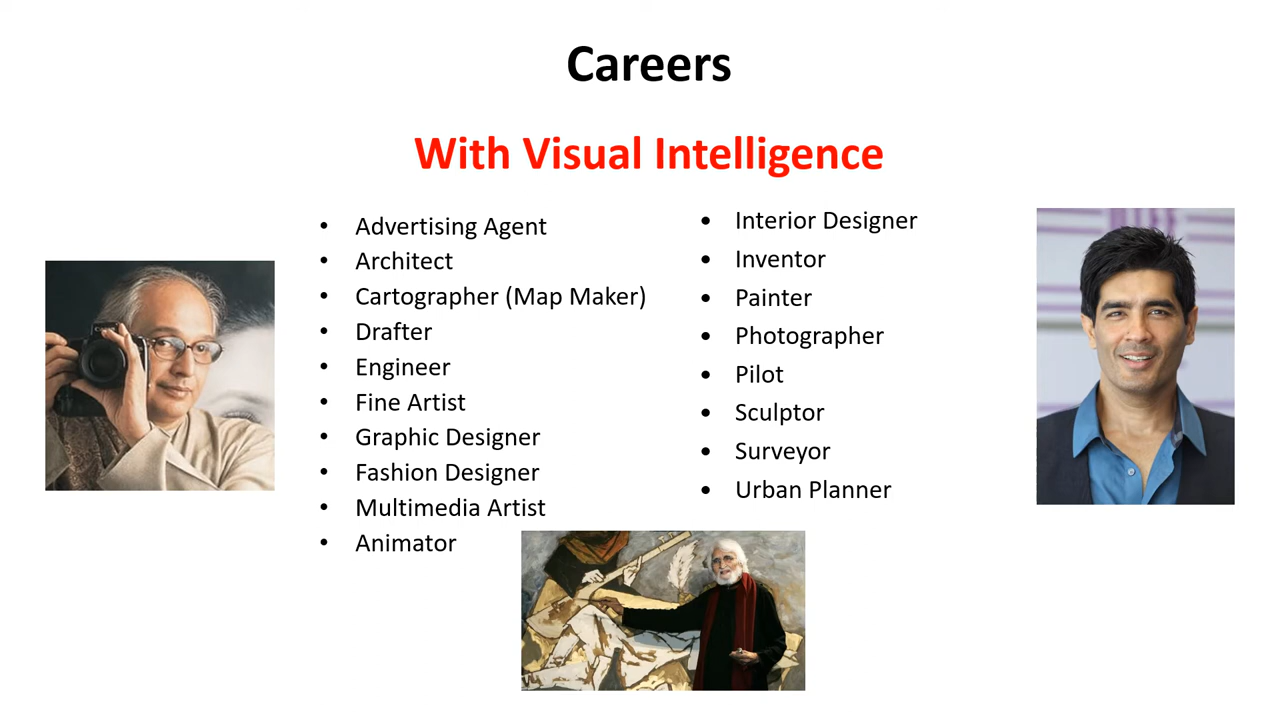 Careers
With Visual Intelligence
• Advertising Agent
• Architect
• Cartographer (Map Maker)
• Drafter
• Engineer
• Fine Artist
• Graphic Designer
• Fashion Designer
• Multimedia Artist
• Animator
• Interior Designer
• Inventor
• Painter
• Photographer
• Pilot
• Sculptor
• Surveyor
• Urban Planner